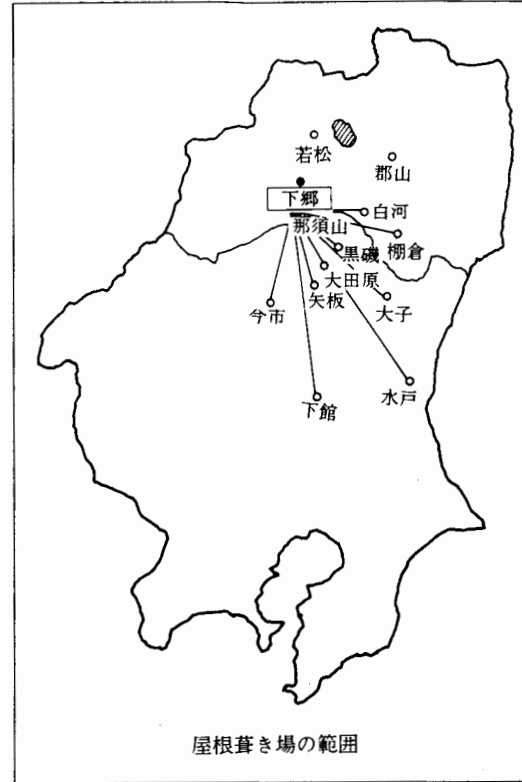 若松
郡山
下郷
白河
那須山
棚倉
黒磯
大田原
矢板
大子
今市
水戸
下館
屋根葺き場の範囲